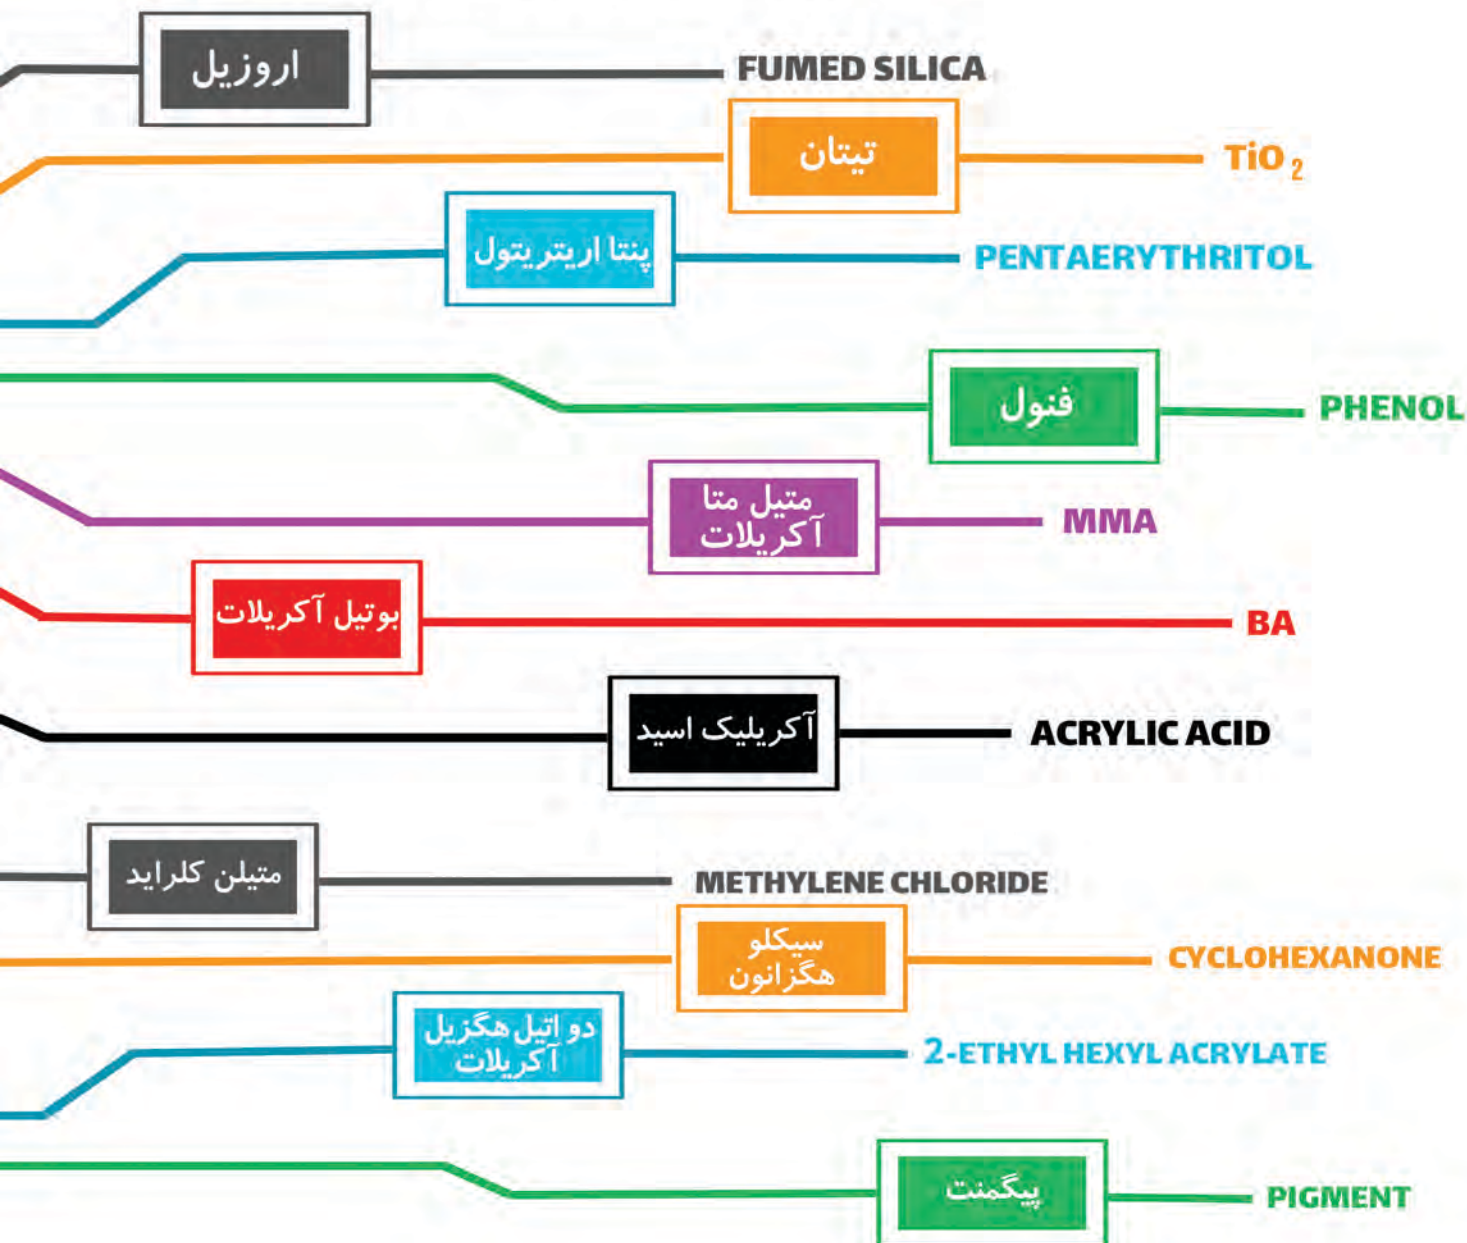 اروزیل
FUMED SILICA
تیتان
TiO₂
پنتا اریتریتول
PENTAERYTHRITOL
فنول
PHENOL
متیل متا
آکریلات
MMA
بوتیل آکریلات
BA
آکریلیک اسید
ACRYLIC ACID
متیلن کلراید
METHYLENE CHLORIDE
سیکلو
هگزانون
CYCLOHEXANONE
دو اتیل هگزیل
آکریلات
2-ETHYL HEXYL ACRYLATE
پیگمنت
PIGMENT